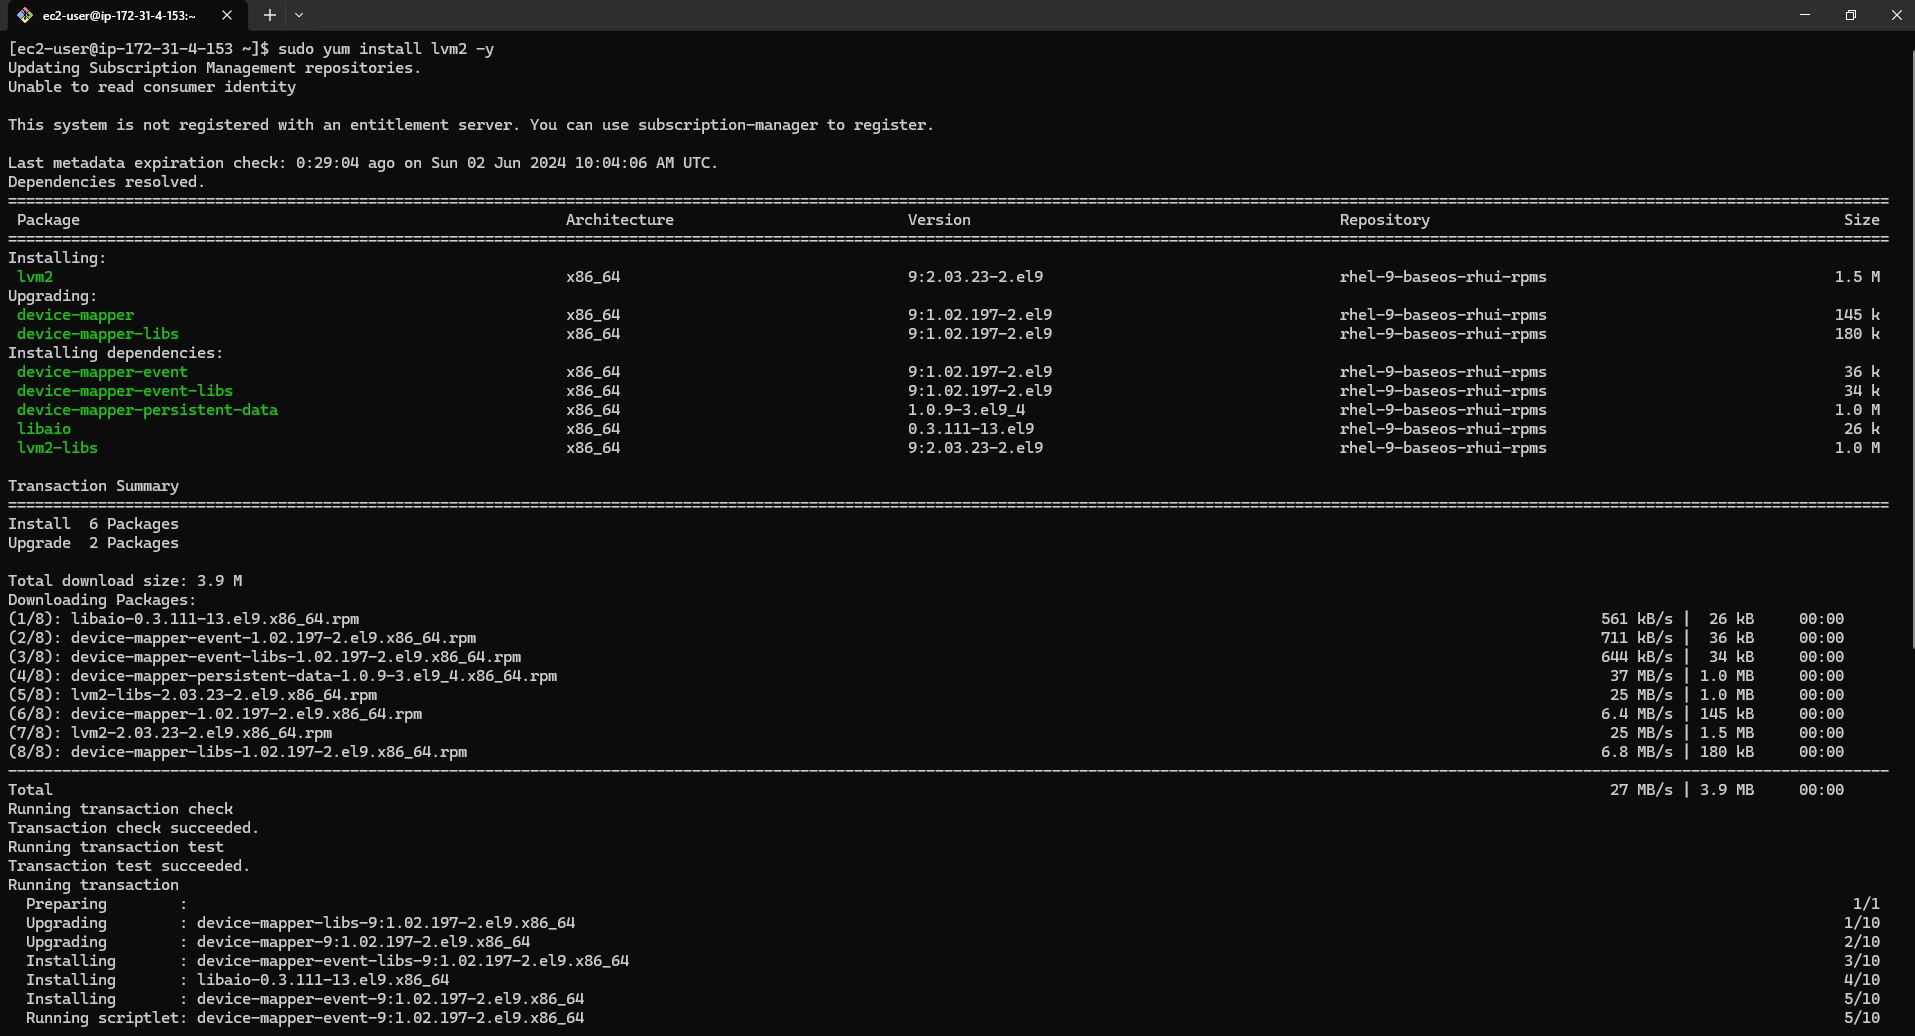 ec2-user@ip-172-31-4-153:~
[ec2-user@ip-172-31-4-153 ~]$ sudo yum install lvm2 -y
Updating Subscription Management repositories.
Unable to read consumer identity
This system is not registered with an entitlement server. You can use subscription-manager to register.
Last metadata expiration check: 0:29:04 ago on Sun 02 Jun 2024 10:04:06 AM UTC.
Dependencies resolved.
Package Architecture Version Repository Size
Installing:
lvm2 x86_64 9:2.03.23-2.el9 rhel-9-baseos-rhui-rpms 1.5 M
Upgrading:
device-mapper x86_64 9:1.02.197-2.el9 rhel-9-baseos-rhui-rpms 145 k
device-mapper-libs x86_64 9:1.02.197-2.el9 rhel-9-baseos-rhui-rpms 180 k
Installing dependencies:
device-mapper-event x86_64 9:1.02.197-2.el9 rhel-9-baseos-rhui-rpms 36 k
device-mapper-event-libs x86_64 9:1.02.197-2.el9 rhel-9-baseos-rhui-rpms 34 k
device-mapper-persistent-data x86_64 1.0.9-3.el9_4 rhel-9-baseos-rhui-rpms 1.0 M
libaio x86_64 0.3.111-13.el9 rhel-9-baseos-rhui-rpms 26 k
lvm2-libs x86_64 9:2.03.23-2.el9 rhel-9-baseos-rhui-rpms 1.0 M
Transaction Summary
Install  6 Packages
Upgrade  2 Packages
Total download size: 3.9 M
Downloading Packages:
(1/8): libaio-0.3.111-13.el9.x86_64.rpm 561 kB/s |  26 kB 00:00
(2/8): device-mapper-event-1.02.197-2.el9.x86_64.rpm 711 kB/s |  36 kB 00:00
(3/8): device-mapper-event-libs-1.02.197-2.el9.x86_64.rpm 644 kB/s |  34 kB 00:00
(4/8): device-mapper-persistent-data-1.0.9-3.el9_4.x86_64.rpm 37 MB/s | 1.0 MB 00:00
(5/8): lvm2-libs-2.03.23-2.el9.x86_64.rpm 25 MB/s | 1.0 MB 00:00
(6/8): device-mapper-1.02.197-2.el9.x86_64.rpm 6.4 MB/s | 145 kB 00:00
(7/8): lvm2-2.03.23-2.el9.x86_64.rpm 25 MB/s | 1.5 MB 00:00
(8/8): device-mapper-libs-1.02.197-2.el9.x86_64.rpm 6.8 MB/s | 180 kB 00:00
Total 27 MB/s | 3.9 MB 00:00
Running transaction check
Transaction check succeeded.
Running transaction test
Transaction test succeeded.
Running transaction
Preparing        : 1/1
Upgrading        : device-mapper-libs-9:1.02.197-2.el9.x86_64 1/10
Upgrading        : device-mapper-9:1.02.197-2.el9.x86_64 2/10
Installing       : device-mapper-event-libs-9:1.02.197-2.el9.x86_64 3/10
Installing       : libaio-0.3.111-13.el9.x86_64 4/10
Installing       : device-mapper-event-9:1.02.197-2.el9.x86_64 5/10
Running scriptlet: device-mapper-event-9:1.02.197-2.el9.x86_64 5/10